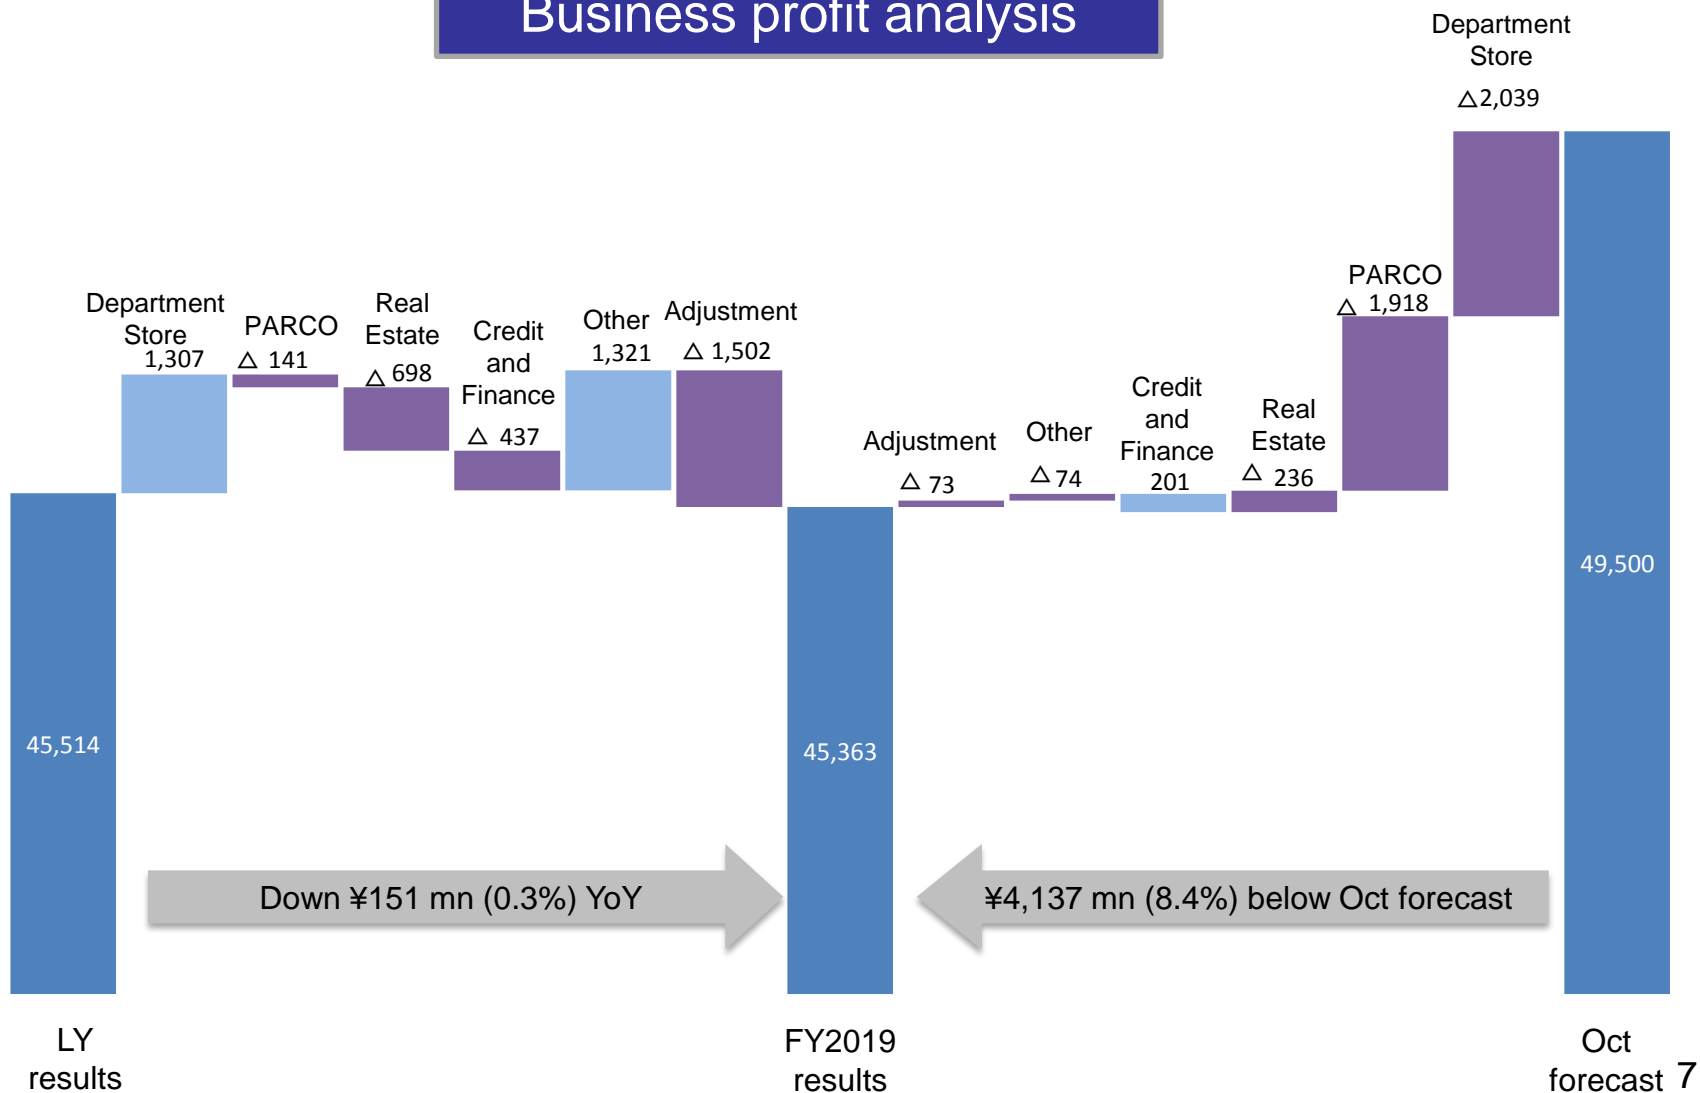 Business profit analysis
Department
Store
△2,039
Department
Store
1,307
PARCO
△ 141
Real
Estate
△ 698
Credit
and
Finance
△ 437
Other
1,321
Adjustment
△ 1,502
Adjustment
△ 73
Other
△ 74
Credit
and
Finance
201
Real
Estate
△ 236
PARCO
△ 1,918
45,514
45,363
49,500
Down ¥151 mn (0.3%) YoY
¥4,137 mn (8.4%) below Oct forecast
LY
results
FY2019
results
Oct
forecast
7